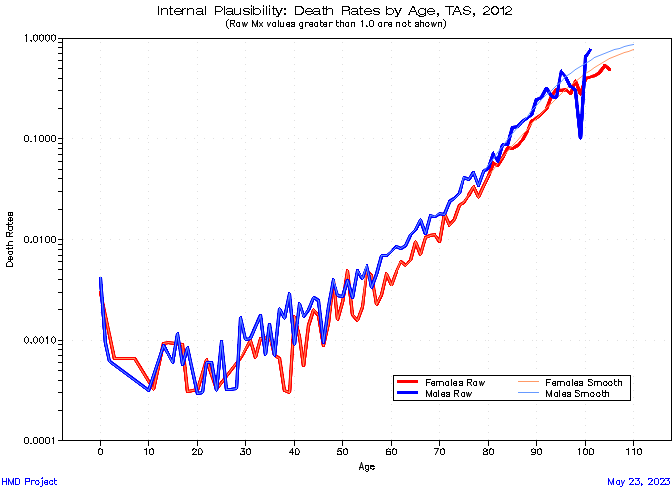 Internal Plausibility: Death Rates by Age, TAS, 2012
(Raw Mx values greater than 1.0 are not shown)
1.0000
0.1000
0.0100
0.0010
0.0001
Death Rates
Females Raw
Females Smooth
Males Raw
Males Smooth
0 10 20 30 40 50 60 70 80 90 100 110
Age
HMD Project
May 23, 2023